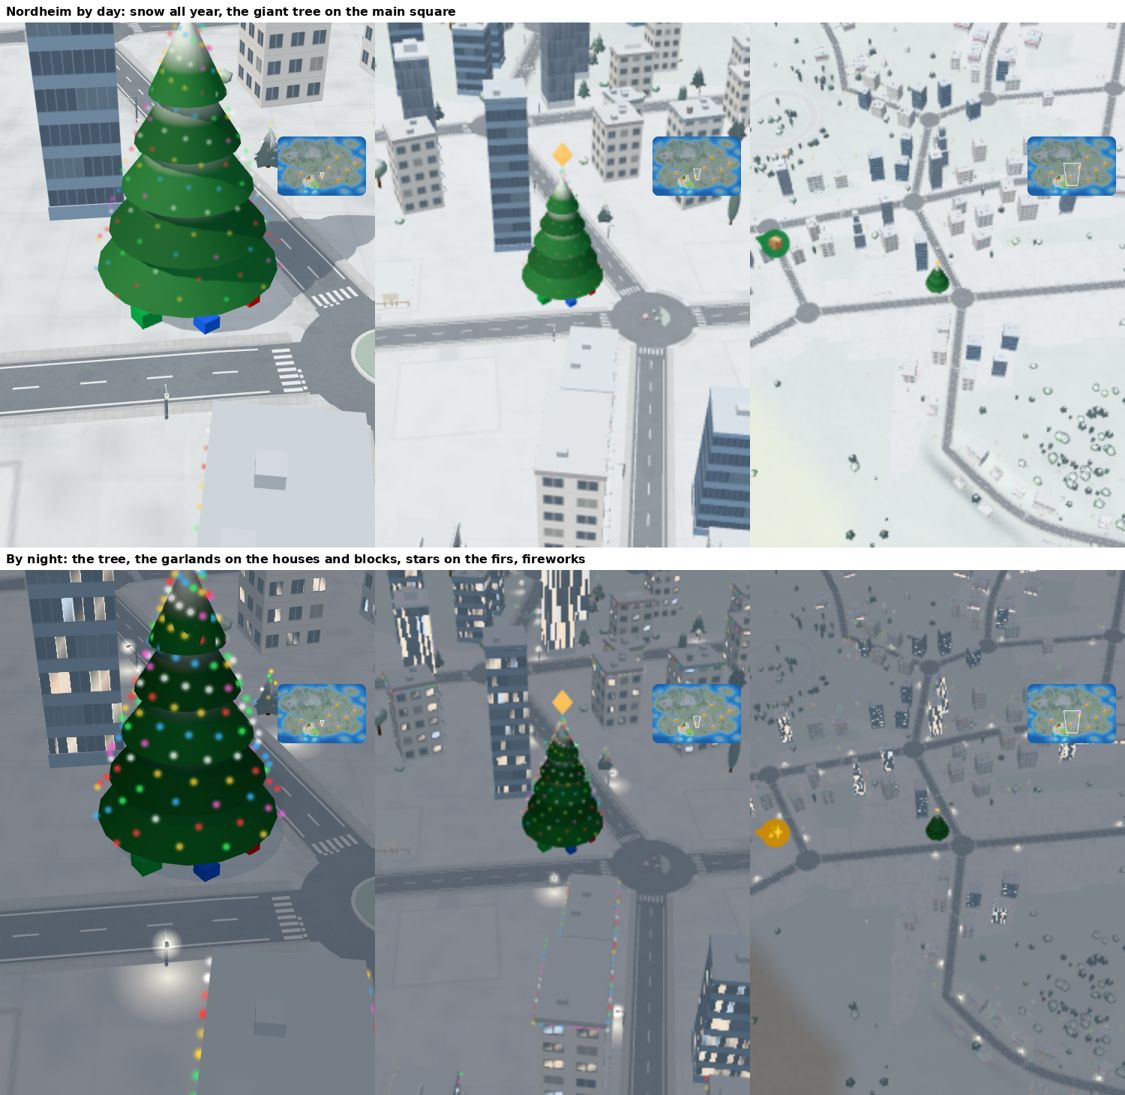 Nordheim by day: snow all year, the giant tree on the main square
By night: the tree, the garlands on the houses and blocks, stars on the firs, fireworks